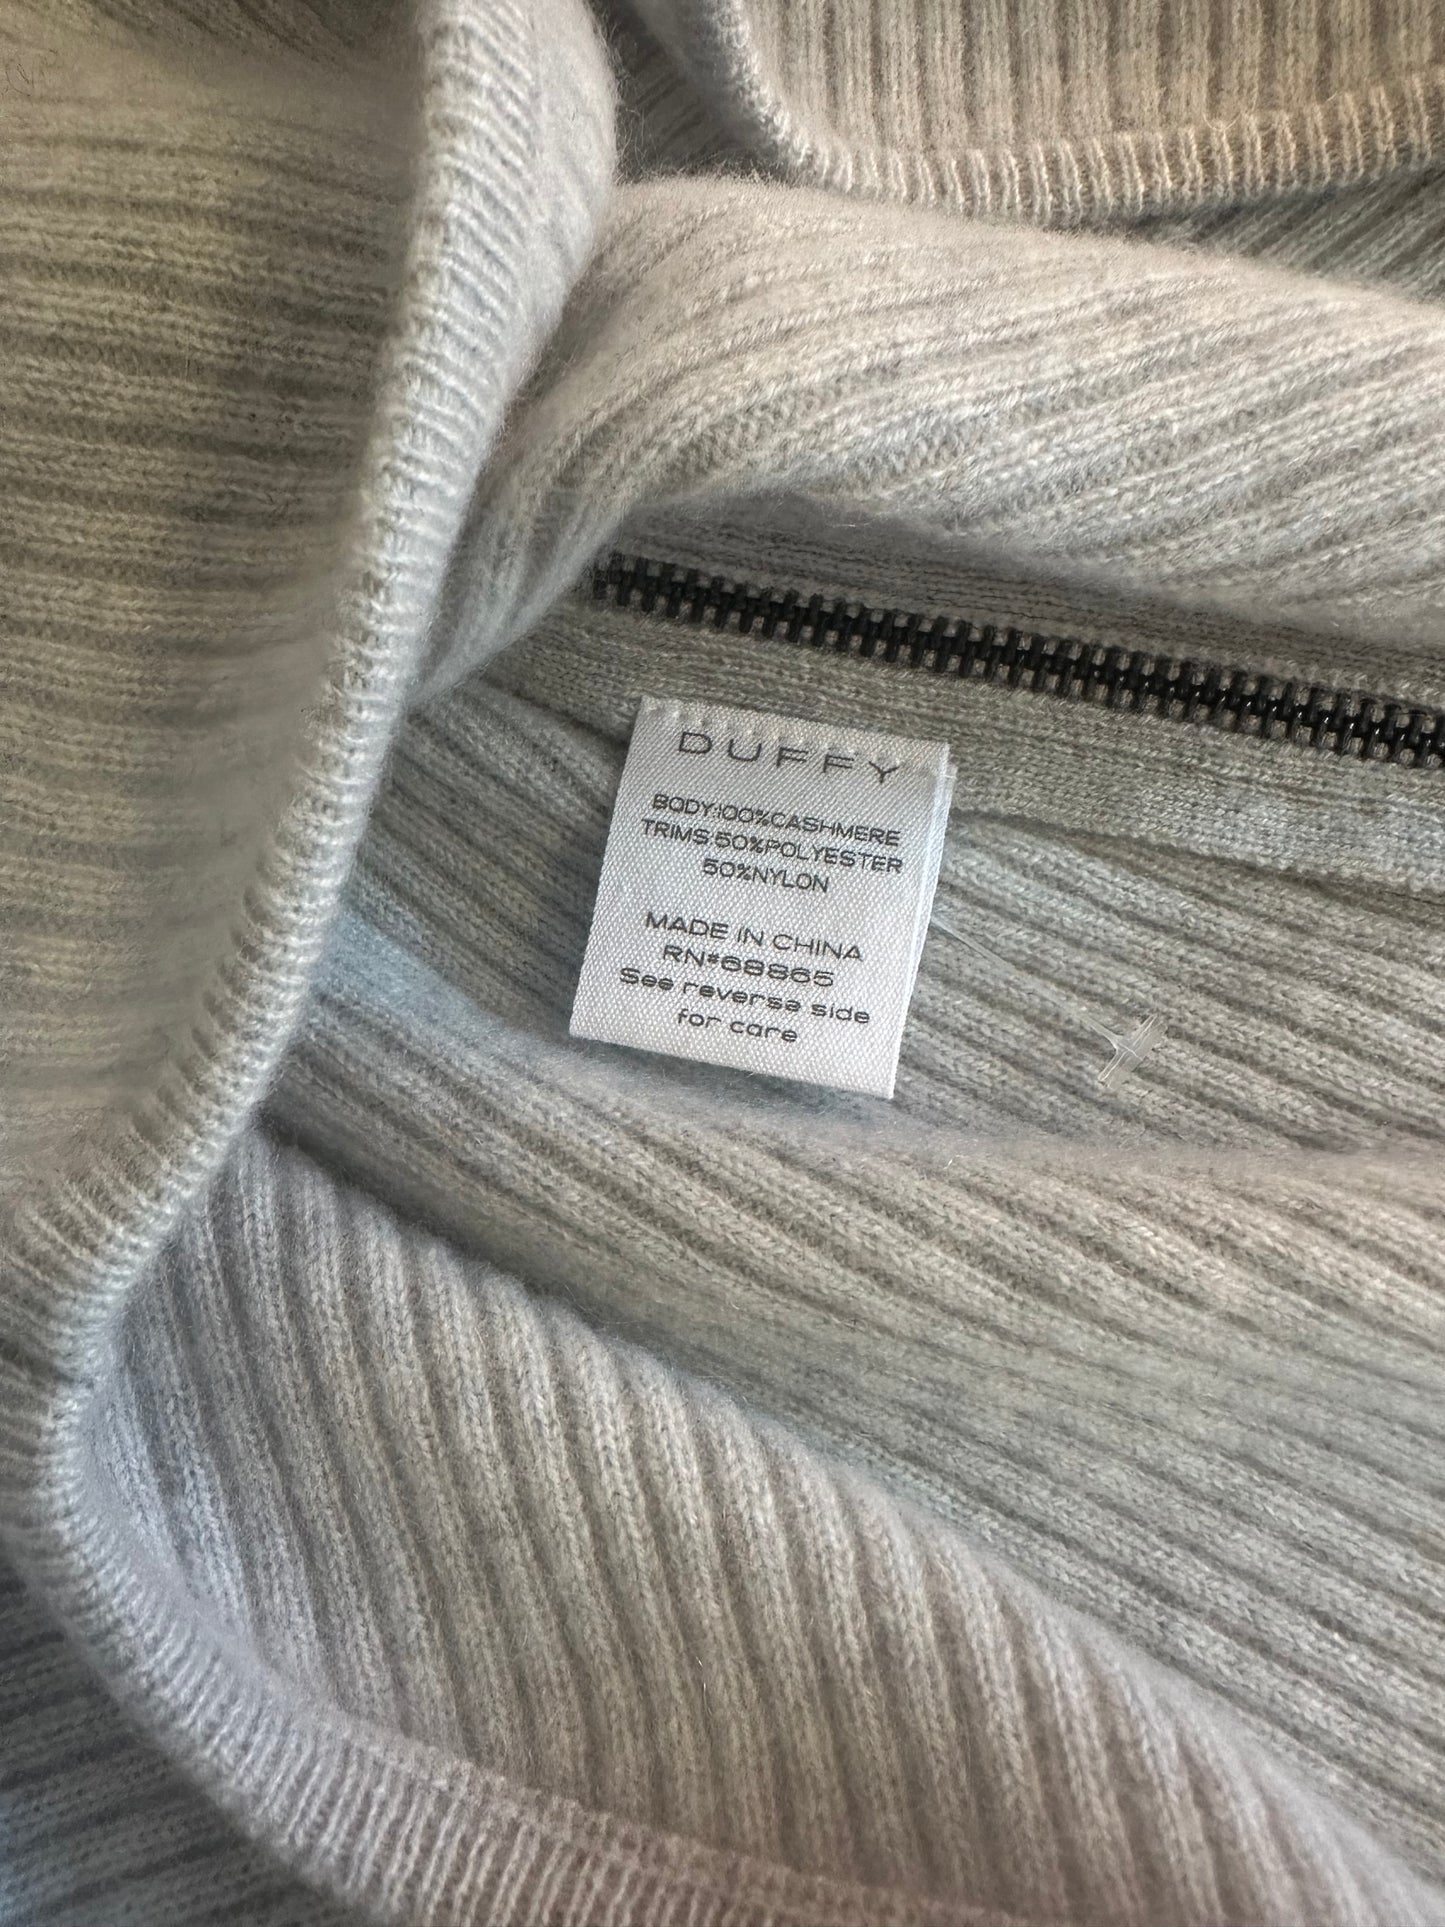 DUFFY
BODY:100%CASHMERE
TRIMS:50%POLYESTER
50%NYLON
MADE IN CHINA
RN#68865
See reverse side
for care